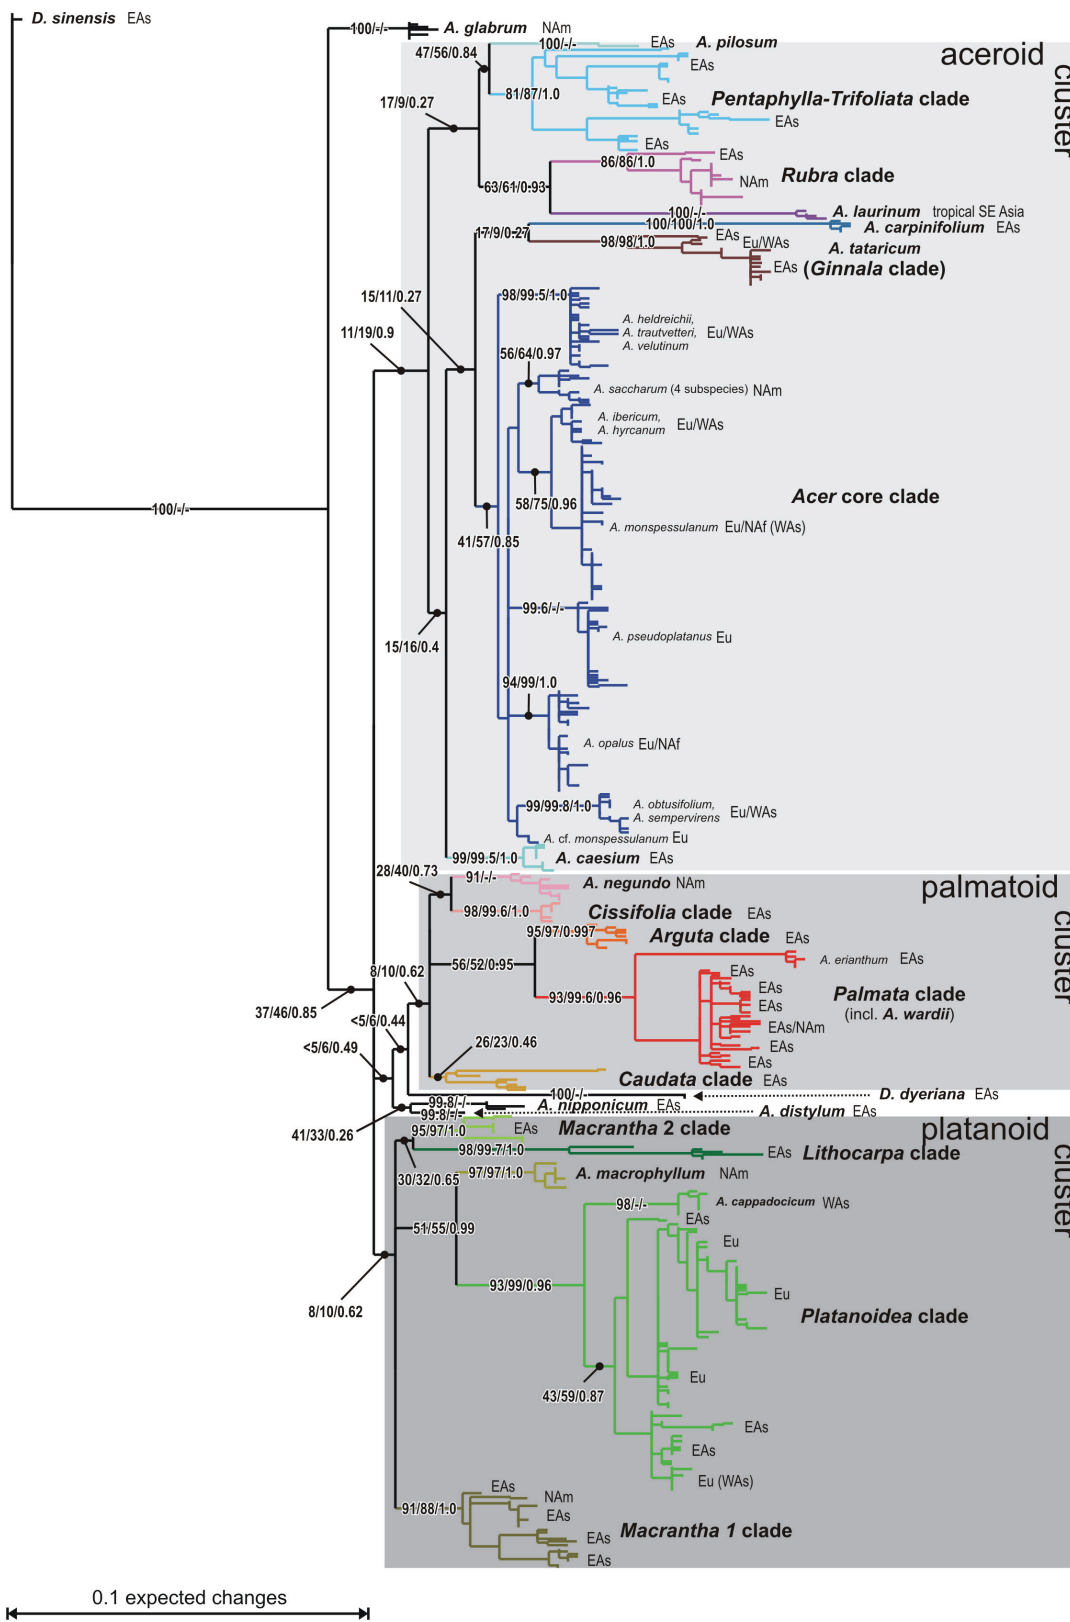 D. sinensis EAs
100/-/-
A. glabrum NAm
aceroid
cluster
47/56/0.84
100/-/-
EAs
A. pilosum
EAs
81/87/1.0
EAs
Pentaphylla-Trifoliata clade
17/9/0.27
EAs
EAs
86/86/1.0
EAs
NAm
Rubra clade
63/61/0.93
100/-/-
A. laurinum tropical SE Asia
100/100/1.0
A. carpinifolium EAs
17/9/0.27
98/98/1.0
EAs
Eu/WAs
A. tataricum
EAs
(Ginnala clade)
15/11/0.27
98/99.5/1.0
11/19/0.9
A. heldreichii,
A. trautvetteri, Eu/WAs
A. velutinum
56/64/0.97
A. saccharum (4 subspecies) NAm
A. ibericum,
A. hyrcanum Eu/WAs
Acer core clade
58/75/0.96
100/-/-
A. monspessulanum Eu/NAf (WAs)
41/57/0.85
99.6/-/-
A. pseudoplatanus Eu
15/16/0.4
94/99/1.0
A. opalus Eu/NAf
99/99.8/1.0
A. obtusifolium,
A. sempervirens Eu/WAs
A. cf. monspessulanum Eu
99/99.5/1.0
A. caesium EAs
28/40/0.73
91/-/-
A. negundo NAm
palmatoid
cluster
98/99.6/1.0
Cissifolia clade EAs
95/97/0.997
Arguta clade EAs
56/52/0.95
A. erianthum EAs
8/10/0.62
EAs
EAs
93/99.6/0.96
EAs
Palmata clade
(incl. A. wardii)
37/46/0.85
<5/6/0.44
EAs/NAm
26/23/0.46
<5/6/0.49
EAs
EAs
Caudata clade EAs
100/-/-
D. dyeriana EAs
99.8/-/-
A. nipponicum EAs
99.8/-/-
A. distylum EAs
41/33/0.26
95/97/1.0
EAs
Macrantha 2 clade
platanoid
cluster
98/99.7/1.0
EAs
Lithocarpa clade
30/32/0.65
97/97/1.0
A. macrophyllum NAm
98/-/-
A. cappadocicum WAs
51/55/0.99
EAs
Eu
93/99/0.96
Eu
8/10/0.62
Platanoidea clade
43/59/0.87
Eu
EAs
EAs
Eu (WAs)
EAs
NAm
91/88/1.0
EAs
Macrantha 1 clade
EAs
EAs
0.1 expected changes